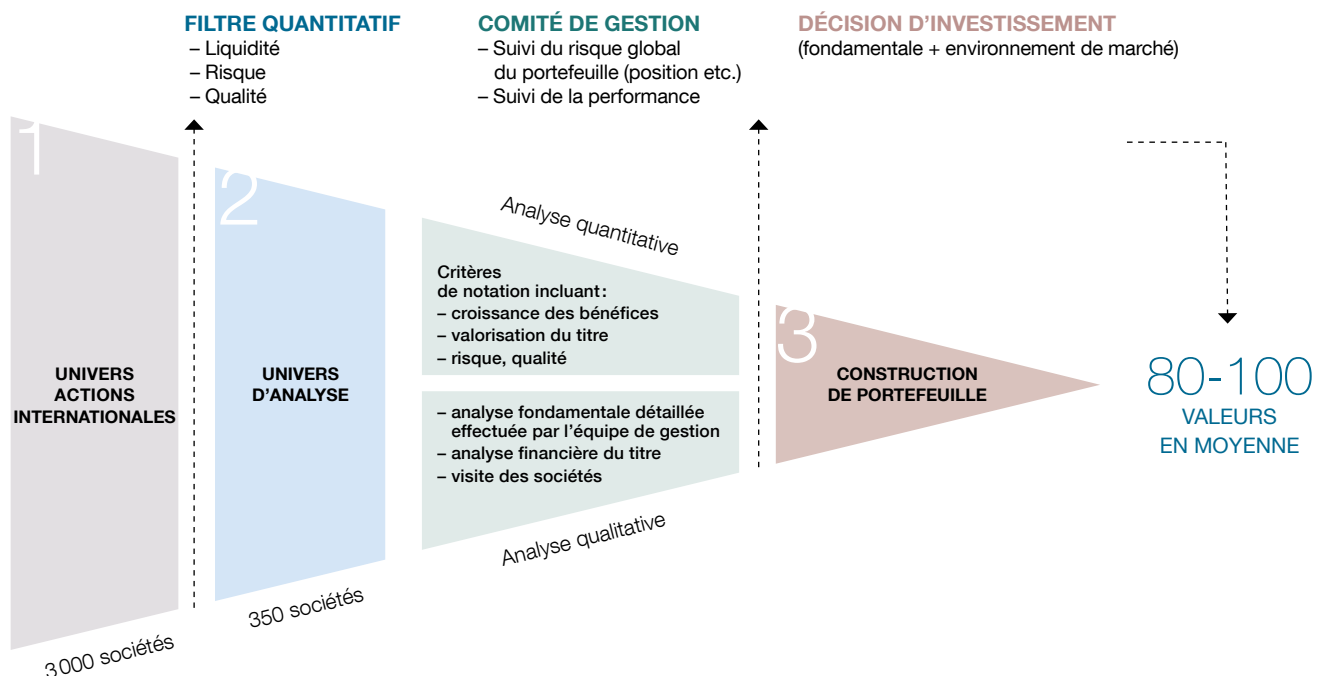 FILTRE QUANTITATIF
– Liquidité
– Risque
– Qualité
COMITÉ DE GESTION
– Suivi du risque global
du portefeuille (position etc.)
– Suivi de la performance
DÉCISION D’INVESTISSEMENT
(fondamentale + environnement de marché)
1
UNIVERS
ACTIONS
INTERNATIONALES
3 000 sociétés
2
UNIVERS
D’ANALYSE
350 sociétés
Analyse quantitative
Critères
de notation incluant :
– croissance des bénéfices
– valorisation du titre
– risque, qualité
– analyse fondamentale détaillée
effectuée par l’équipe de gestion
– analyse financière du titre
– visite des sociétés
Analyse qualitative
3
CONSTRUCTION
DE PORTEFEUILLE
80-100
VALEURS
EN MOYENNE